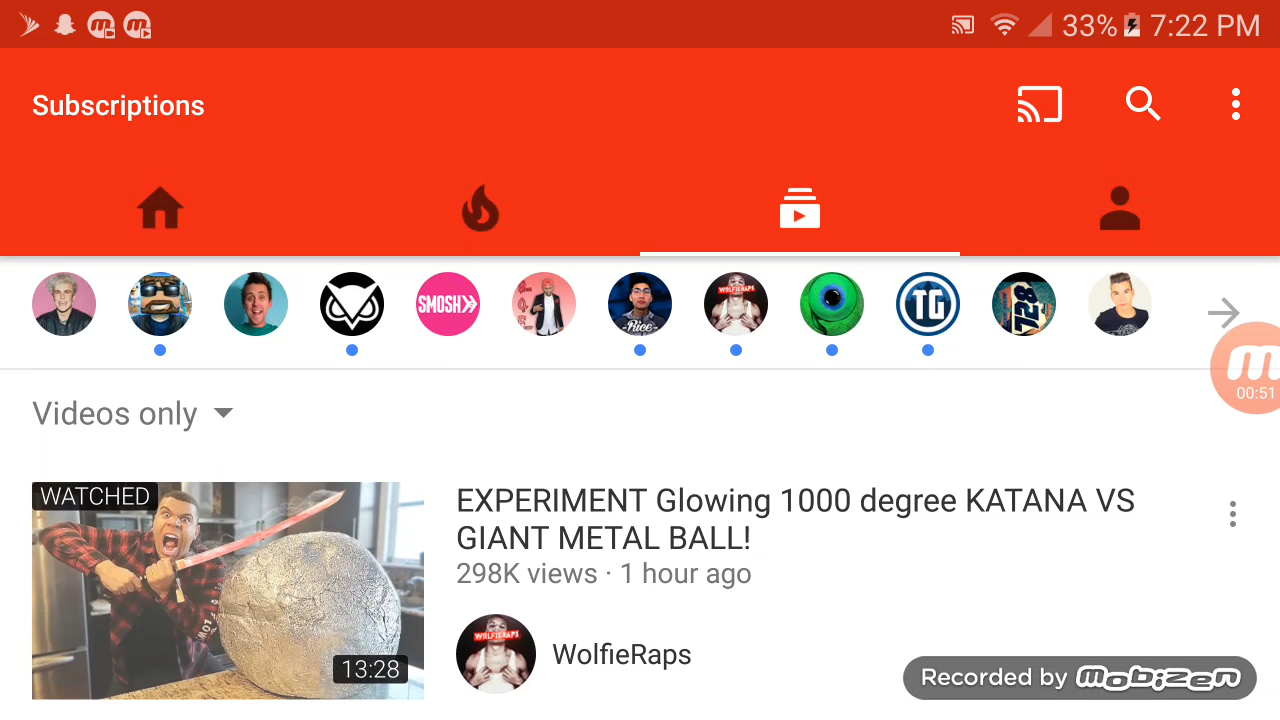 33% 7:22 PM
Subscriptions
SMOSH
Rice
WOLFIERAPS
TG
728
00:51
Videos only
WATCHED
EXPERIMENT Glowing 1000 degree KATANA VS
GIANT METAL BALL!
298K views · 1 hour ago
13:28
WOLFIERAPS
WolfieRaps
Recorded by mobizen